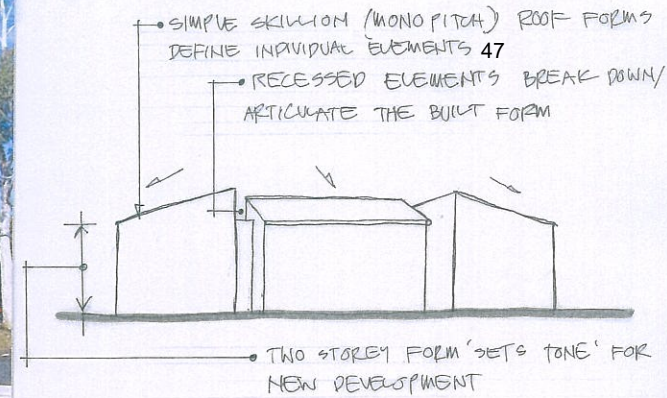 SIMPLE SKILLION (MONO PITCH) ROOF FORMS
DEFINE INDIVIDUAL ELEMENTS 47
RECESSED ELEMENTS BREAK DOWN/
ARTICULATE THE BUILT FORM
TWO STOREY FORM 'SETS TONE' FOR
NEW DEVELOPMENT